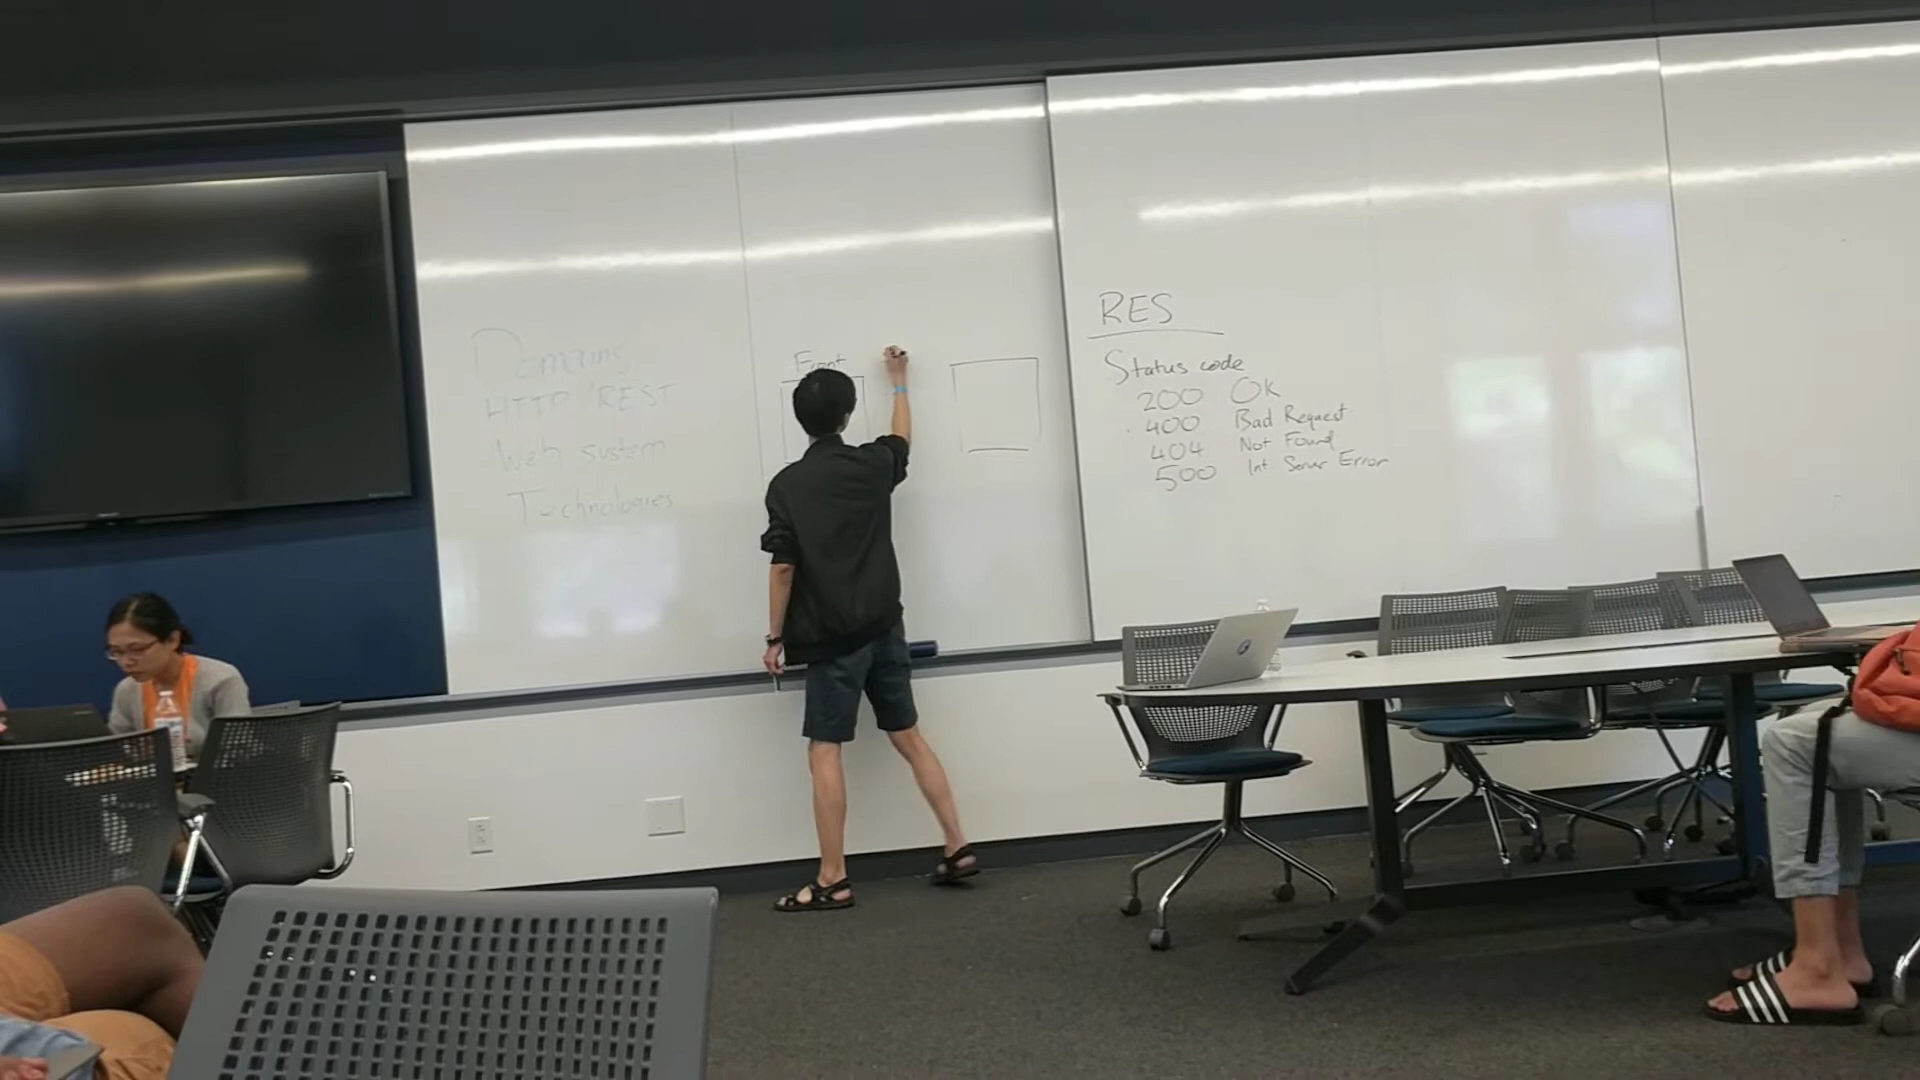 Domains
HTTP REST
Web system
Technologies
Front
RES
Status code
200 OK
400 Bad Request
404 Not Found
500 Int Server Error